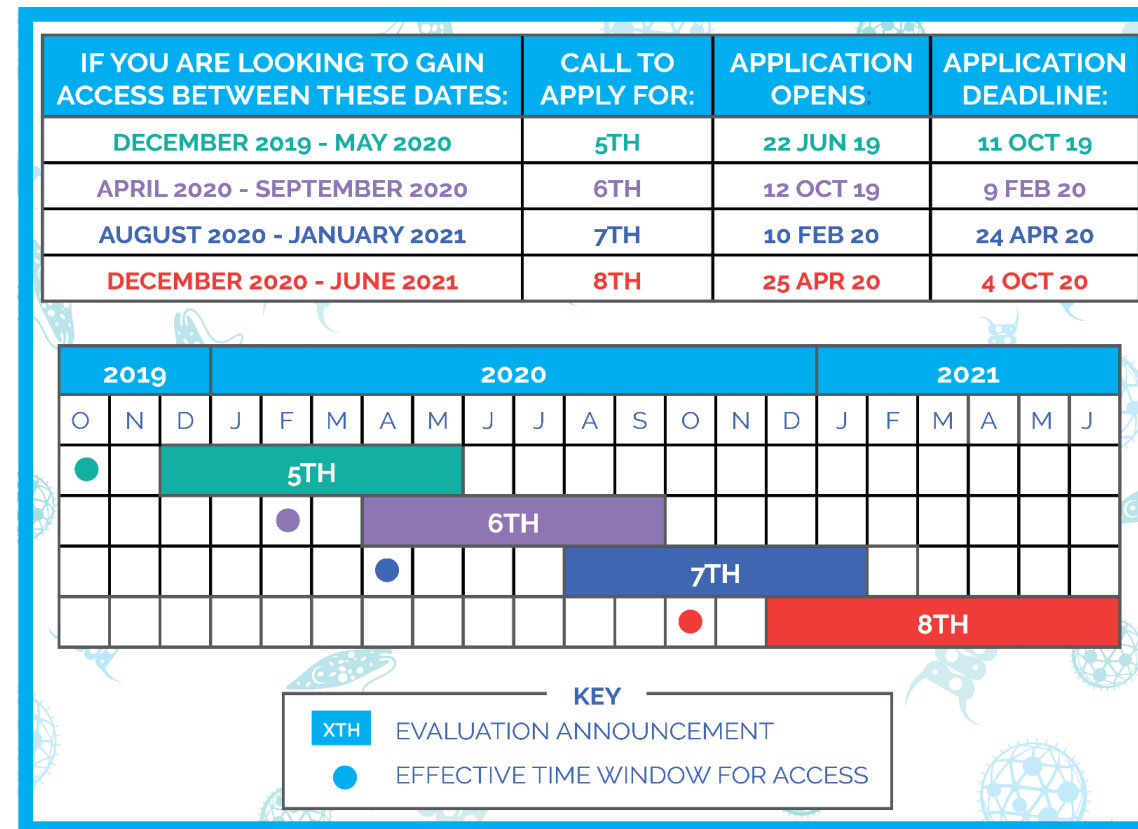 IF YOU ARE LOOKING TO GAIN
ACCESS BETWEEN THESE DATES:
CALL TO
APPLY FOR:
APPLICATION
OPENS:
APPLICATION
DEADLINE:
DECEMBER 2019 - MAY 2020 5TH 22 JUN 19 11 OCT 19
APRIL 2020 - SEPTEMBER 2020 6TH 12 OCT 19 9 FEB 20
AUGUST 2020 - JANUARY 2021 7TH 10 FEB 20 24 APR 20
DECEMBER 2020 - JUNE 2021 8TH 25 APR 20 4 OCT 20
2019 2020 2021
O N D J F M A M J J A S O N D J F M A M J
5TH
6TH
7TH
8TH
KEY
XTH EVALUATION ANNOUNCEMENT
EFFECTIVE TIME WINDOW FOR ACCESS